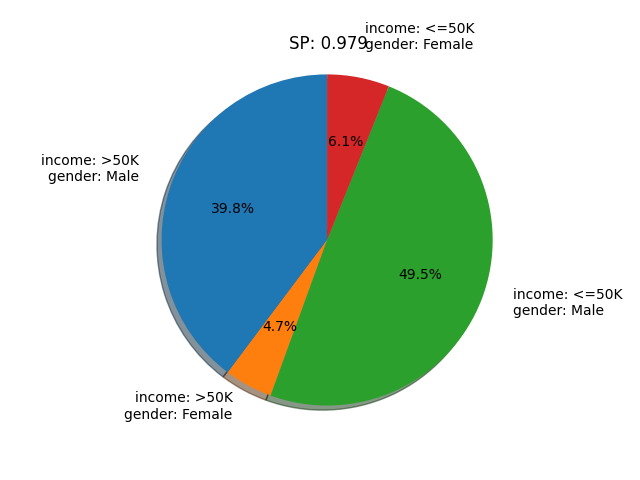 income: <=50K
gender: Female
SP: 0.979
6.1%
income: >50K
gender: Male
39.8%
49.5%
income: <=50K
gender: Male
4.7%
income: >50K
gender: Female